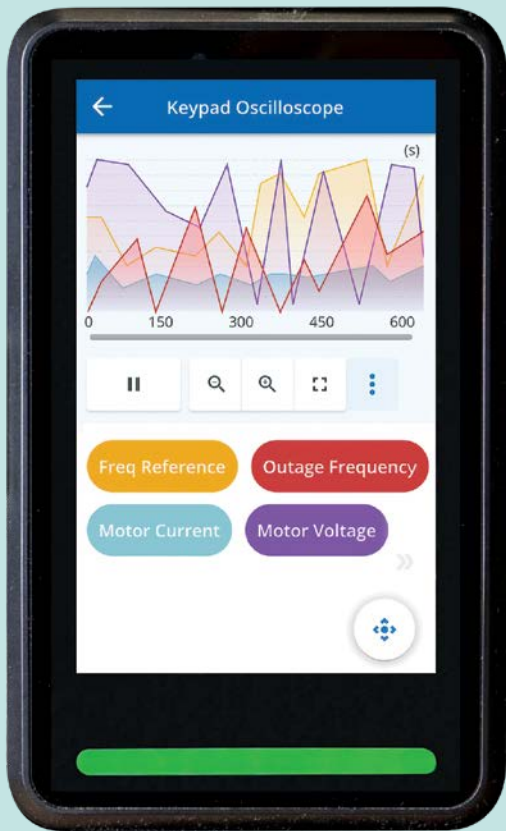 Keypad Oscilloscope
(s)
0 150 300 450 600
Freq Reference Outage Frequency
Motor Current Motor Voltage